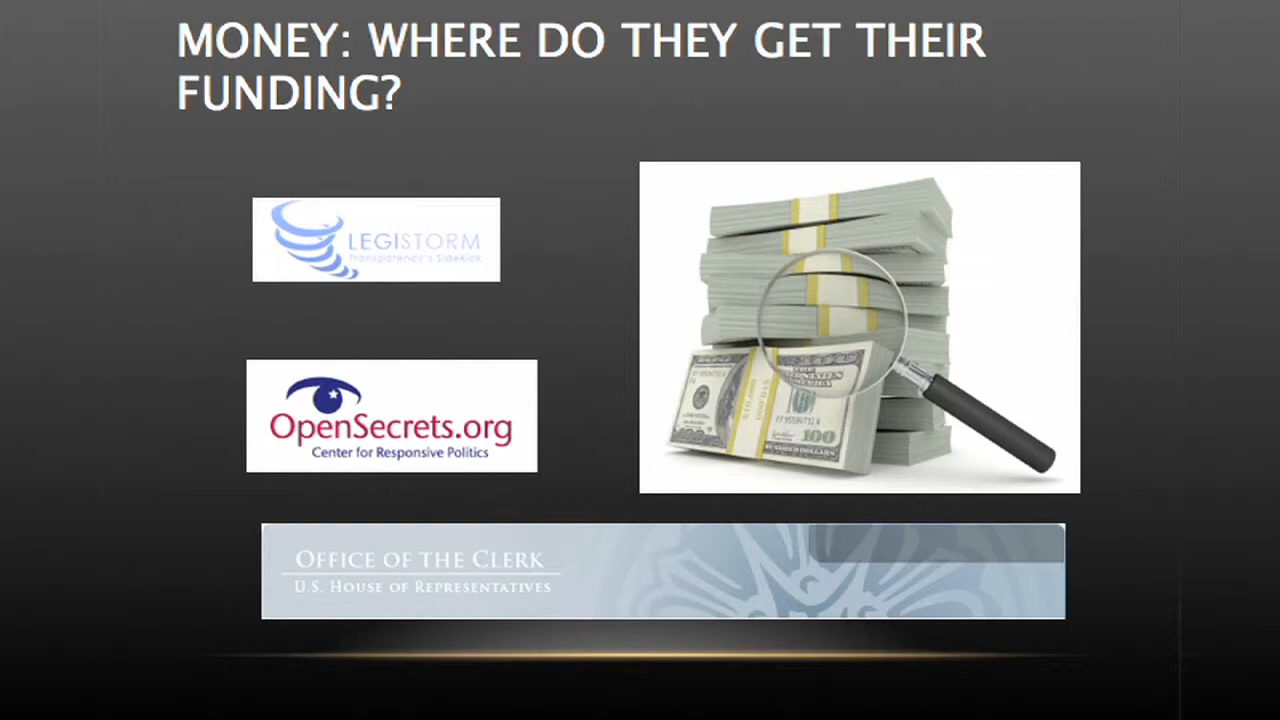 MONEY: WHERE DO THEY GET THEIR
FUNDING?
LEGISTORM
Transparency's Sidekick
OpenSecrets.org
Center for Responsive Politics
100
OFFICE OF THE CLERK
U.S. HOUSE OF REPRESENTATIVES